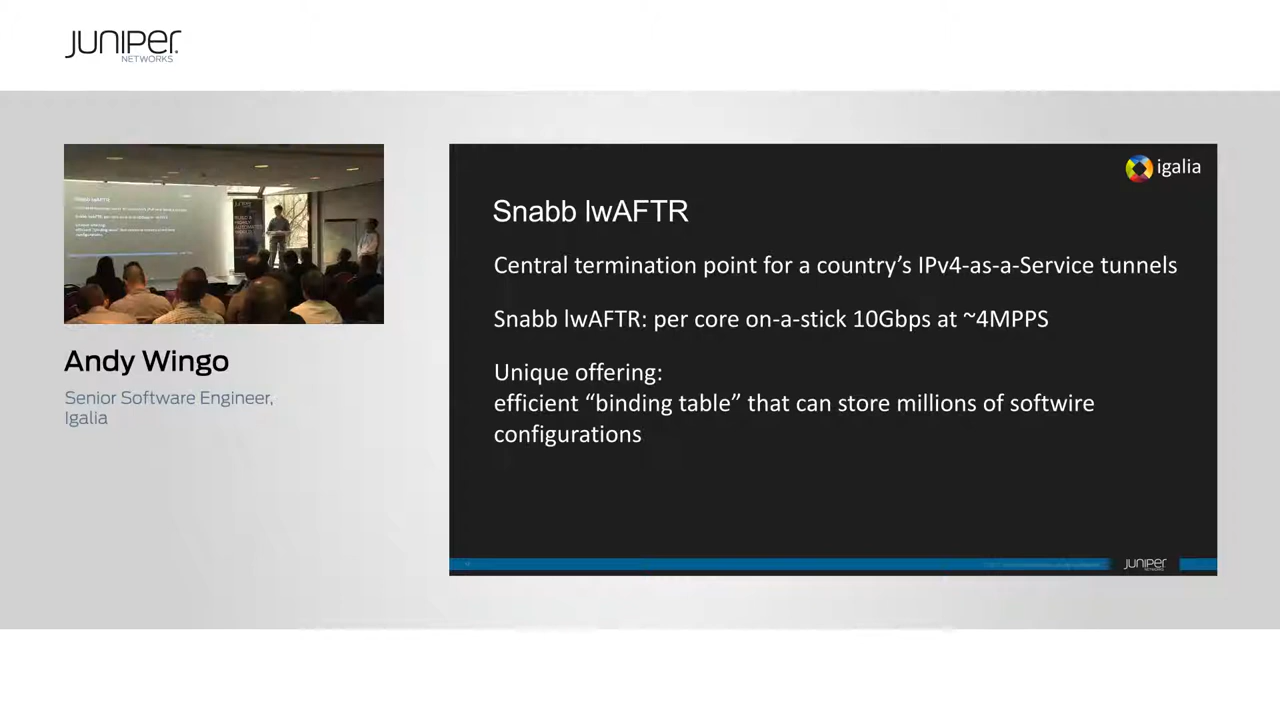 JUNIPER
NETWORKS
igalia
Snabb lwAFTR
Central termination point for a country’s IPv4-as-a-Service tunnels
Snabb lwAFTR: per core on-a-stick 10Gbps at ~4MPPS
Unique offering:
efficient “binding table” that can store millions of softwire
configurations
Andy Wingo
Senior Software Engineer,
Igalia
JUNIPER